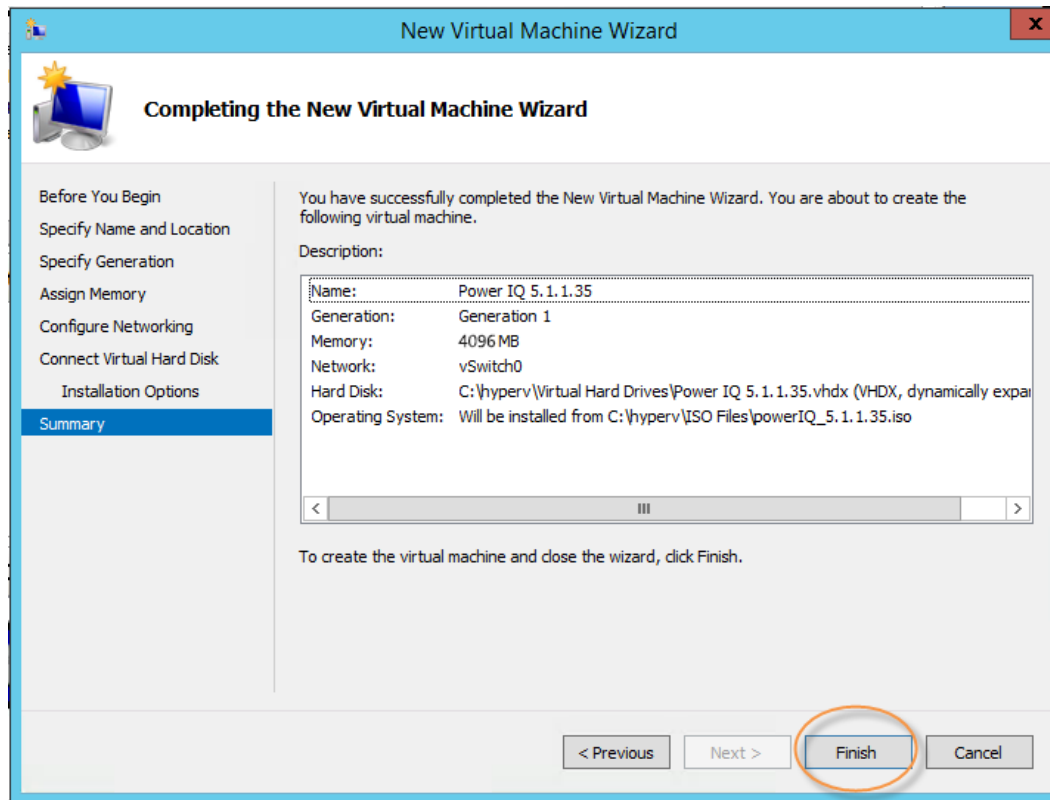 New Virtual Machine Wizard
x
Completing the New Virtual Machine Wizard
Before You Begin
Specify Name and Location
Specify Generation
Assign Memory
Configure Networking
Connect Virtual Hard Disk
Installation Options
Summary
You have successfully completed the New Virtual Machine Wizard. You are about to create the
following virtual machine.
Description:
Name: Power IQ 5.1.1.35
Generation: Generation 1
Memory: 4096 MB
Network: vSwitch0
Hard Disk: C:\hyperv\Virtual Hard Drives\Power IQ 5.1.1.35.vhdx (VHDX, dynamically expan
Operating System: Will be installed from C:\hyperv\ISO Files\powerIQ_5.1.1.35.iso
To create the virtual machine and close the wizard, click Finish.
< Previous
Next >
Finish
Cancel